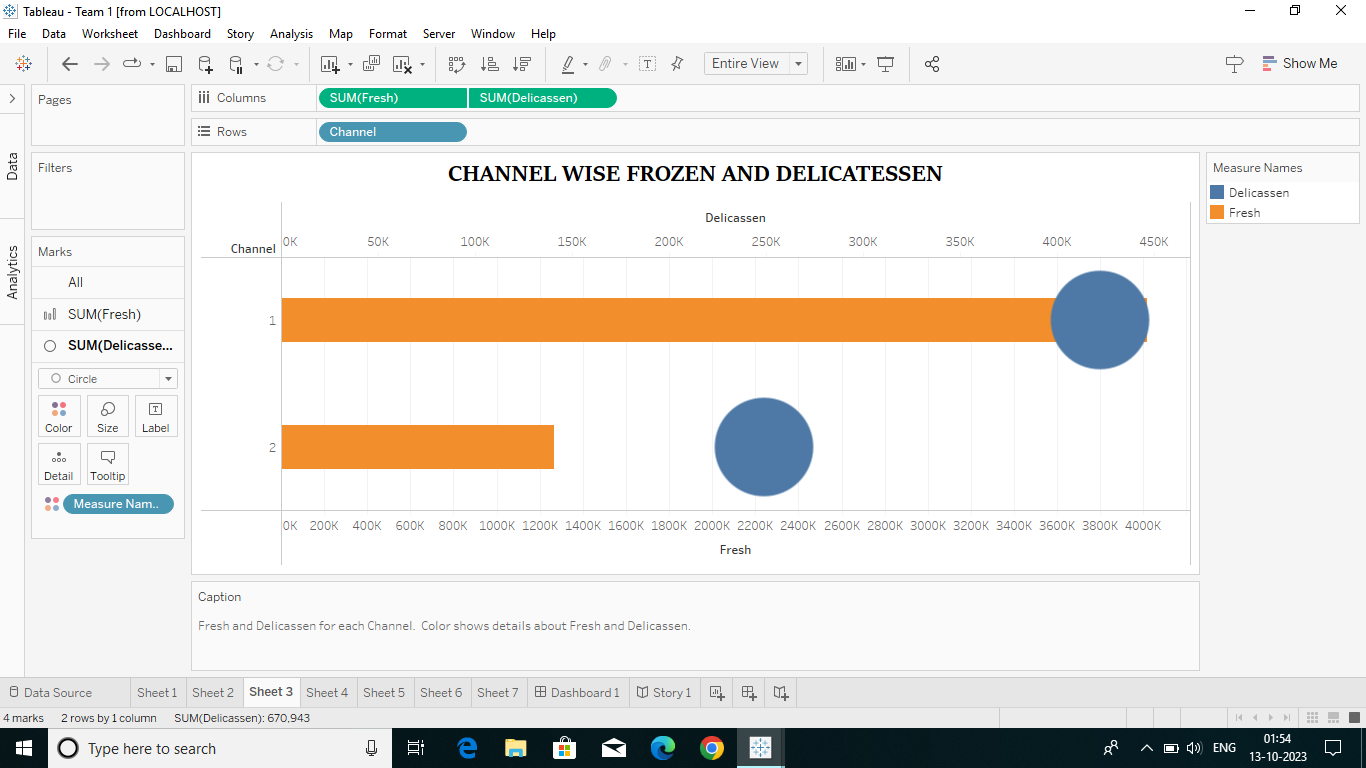 Tableau - Team 1 [from LOCALHOST]
File Data Worksheet Dashboard Story Analysis Map Format Server Window Help
Entire View
Show Me
Pages
Columns SUM(Fresh) SUM(Delicassen)
Rows Channel
Data
Analytics
Filters
Marks
All
SUM(Fresh)
SUM(Delicasse...
Circle
Color Size Label
Detail Tooltip
Measure Nam..
CHANNEL WISE FROZEN AND DELICATESSEN
Delicassen
Channel 0K 50K 100K 150K 200K 250K 300K 350K 400K 450K
1
2
0K 200K 400K 600K 800K 1000K 1200K 1400K 1600K 1800K 2000K 2200K 2400K 2600K 2800K 3000K 3200K 3400K 3600K 3800K 4000K
Fresh
Measure Names
Delicassen
Fresh
Caption
Fresh and Delicassen for each Channel. Color shows details about Fresh and Delicassen.
Data Source Sheet 1 Sheet 2 Sheet 3 Sheet 4 Sheet 5 Sheet 6 Sheet 7 Dashboard 1 Story 1
4 marks 2 rows by 1 column SUM(Delicassen): 670,943
Type here to search
ENG
01:54
13-10-2023